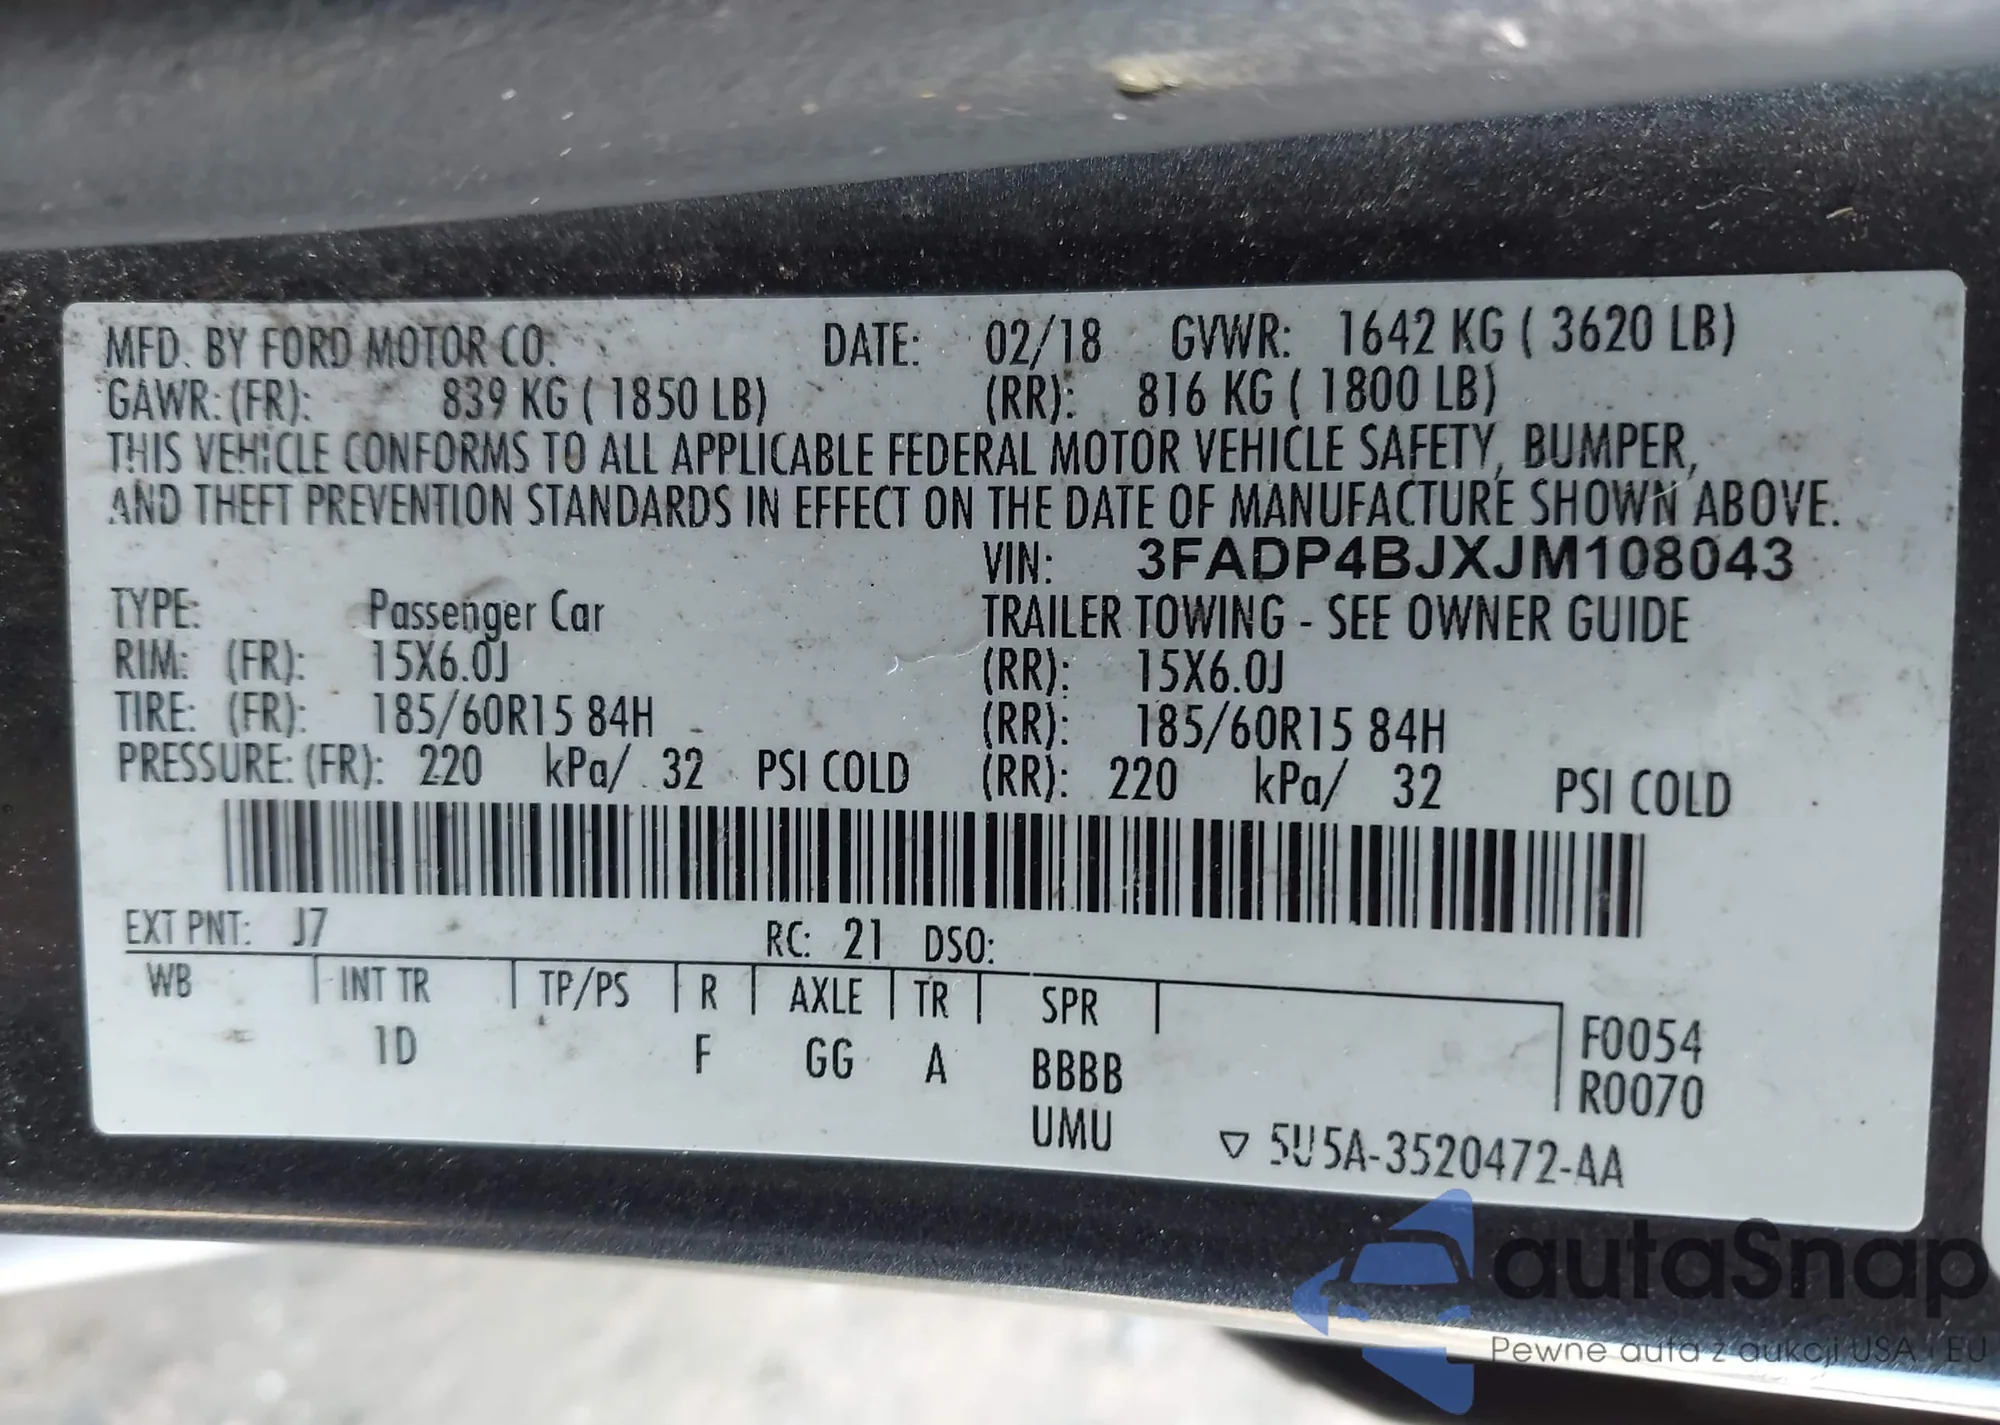 MFD. BY FORD MOTOR CO. DATE: 02/18 GVWR: 1642 KG ( 3620 LB)
GAWR: (FR): 839 KG ( 1850 LB) (RR): 816 KG ( 1800 LB)
THIS VEHICLE CONFORMS TO ALL APPLICABLE FEDERAL MOTOR VEHICLE SAFETY, BUMPER,
AND THEFT PREVENTION STANDARDS IN EFFECT ON THE DATE OF MANUFACTURE SHOWN ABOVE.
VIN: 3FADP4BJXJM108043
TYPE: Passenger Car TRAILER TOWING - SEE OWNER GUIDE
RIM: (FR): 15X6.0J (RR): 15X6.0J
TIRE: (FR): 185/60R15 84H (RR): 185/60R15 84H
PRESSURE: (FR): 220 kPa/ 32 PSI COLD (RR): 220 kPa/ 32 PSI COLD
EXT PNT: J7 RC: 21 DSO:
WB INT TR TP/PS R AXLE TR SPR
1D F GG A BBBB
UMU
F0054
R0070
▽ 5U5A-3520472-AA
autaSnap
Pewne auta z aukcji USA i EU